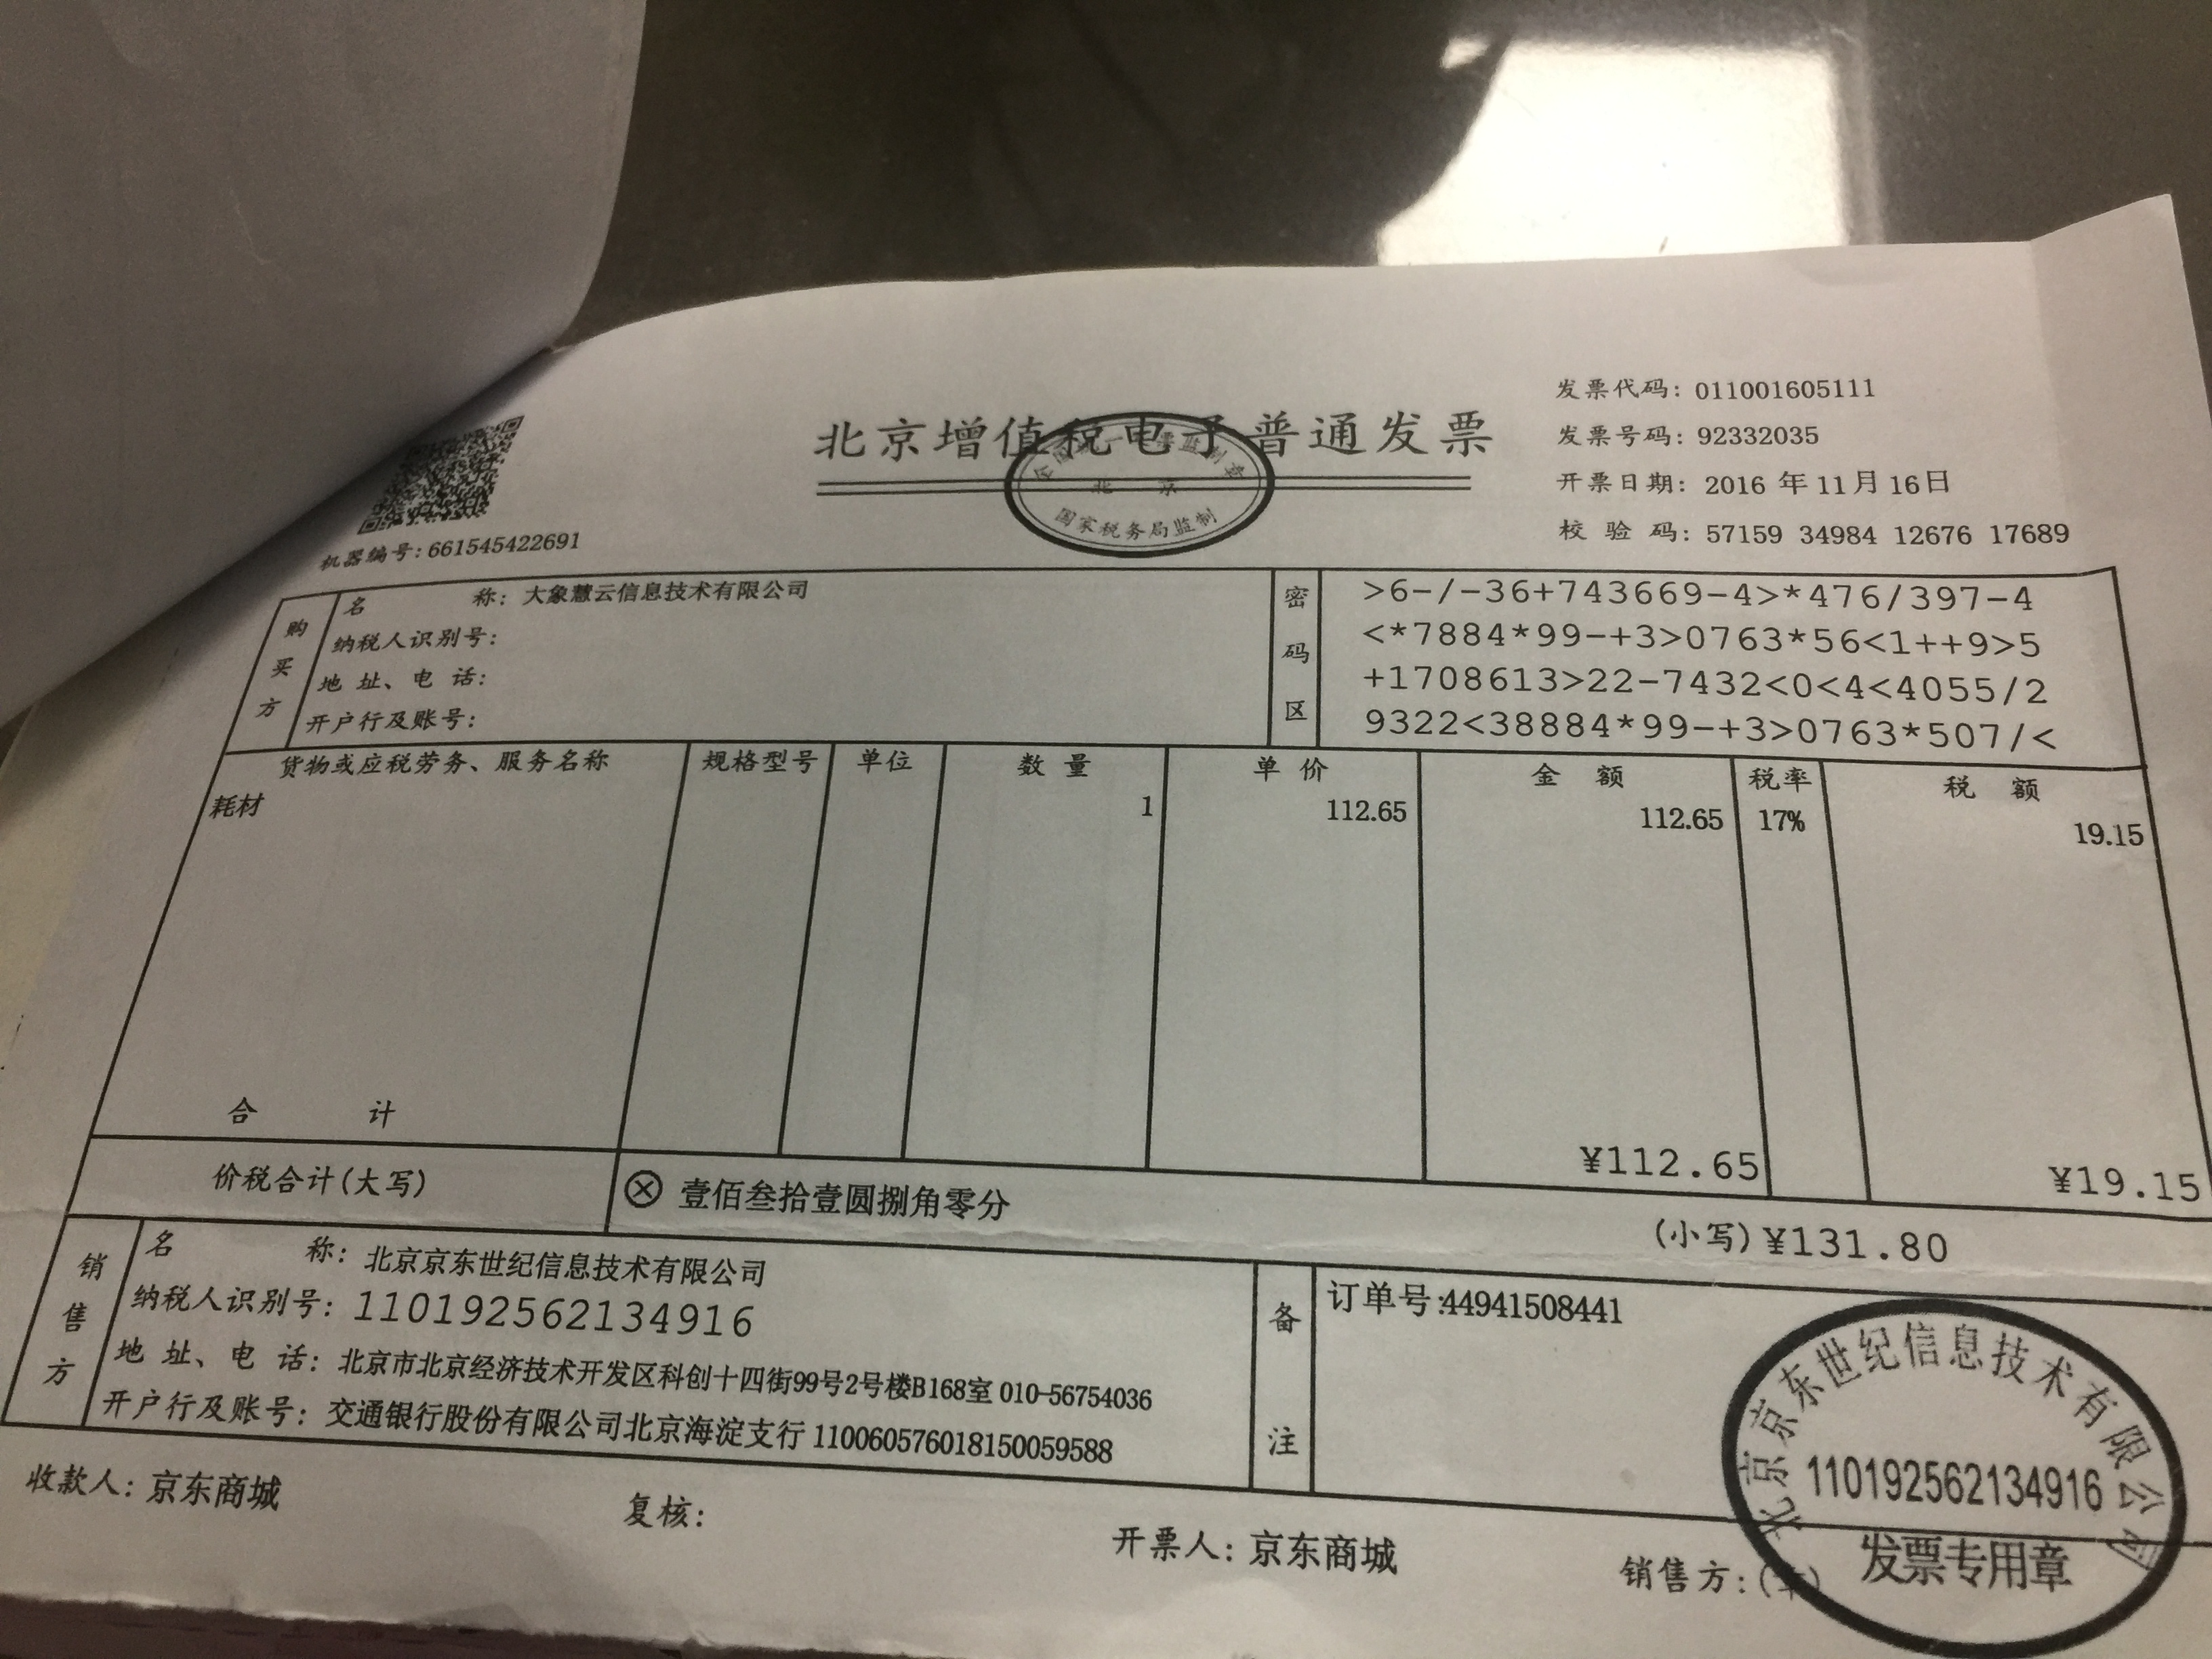 北京增值税电子普通发票
全国统一发票监制章
北 京
国家税务局监制
发票代码: 011001605111
发票号码: 92332035
开票日期: 2016 年 11 月 16 日
校 验 码: 57159 34984 12676 17689
机器编号: 661545422691
购买方
名 称: 大象慧云信息技术有限公司
纳税人识别号:
地 址、电 话:
开户行及账号:
密码区
>6-/-36+743669-4>*476/397-4
<*7884*99-+3>0763*56<1++9>5
+1708613>22-7432<0<4<4055/2
9322<38884*99-+3>0763*507/<
货物或应税劳务、服务名称 规格型号 单位 数 量 单 价 金 额 税率 税 额
耗材 1 112.65 112.65 17% 19.15
合 计 ¥112.65 ¥19.15
价税合计(大写) ⊗ 壹佰叁拾壹圆捌角零分 (小写) ¥131.80
销售方
名 称: 北京京东世纪信息技术有限公司
纳税人识别号: 110192562134916
地 址、电 话: 北京市北京经济技术开发区科创十四街99号2号楼B168室 010-56754036
开户行及账号: 交通银行股份有限公司北京海淀支行 110060576018150059588
备注
订单号:44941508441
收款人: 京东商城 复核: 开票人: 京东商城 销售方: (章)
北京京东世纪信息技术有限公司
110192562134916
发票专用章